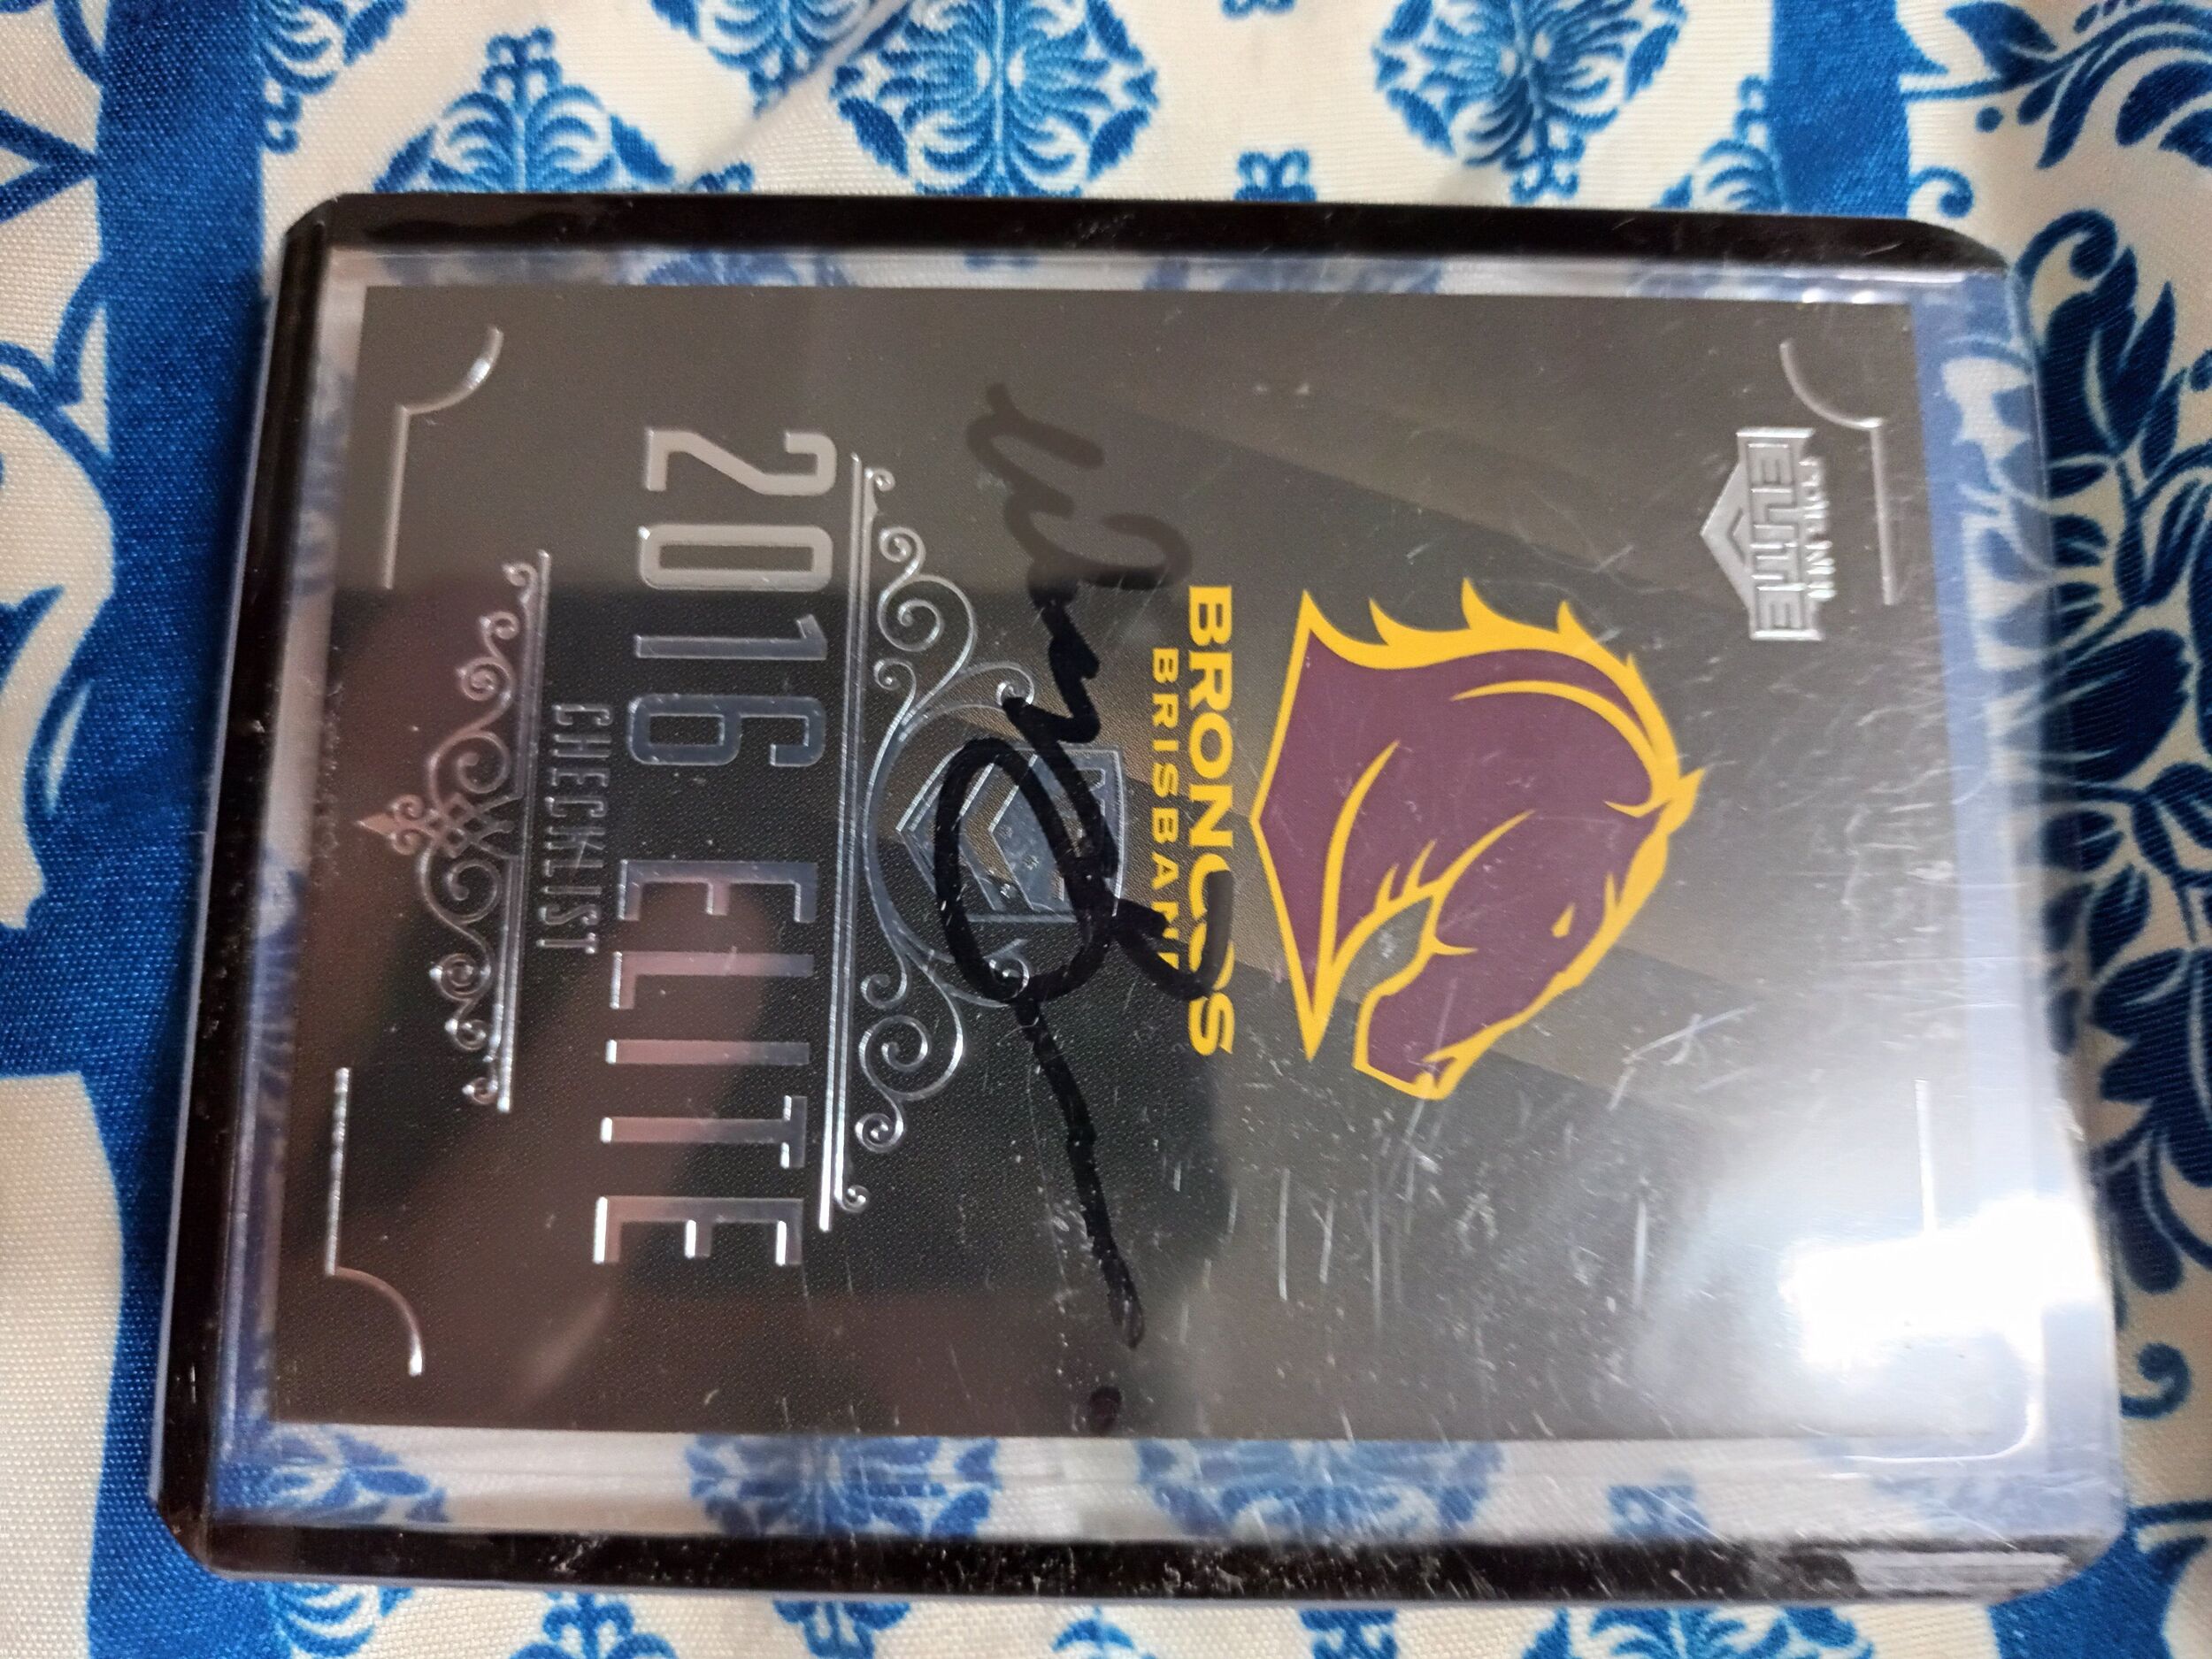 ELITE
BRISBANE
BRONCOS
2016 ELITE
CHECKLIST